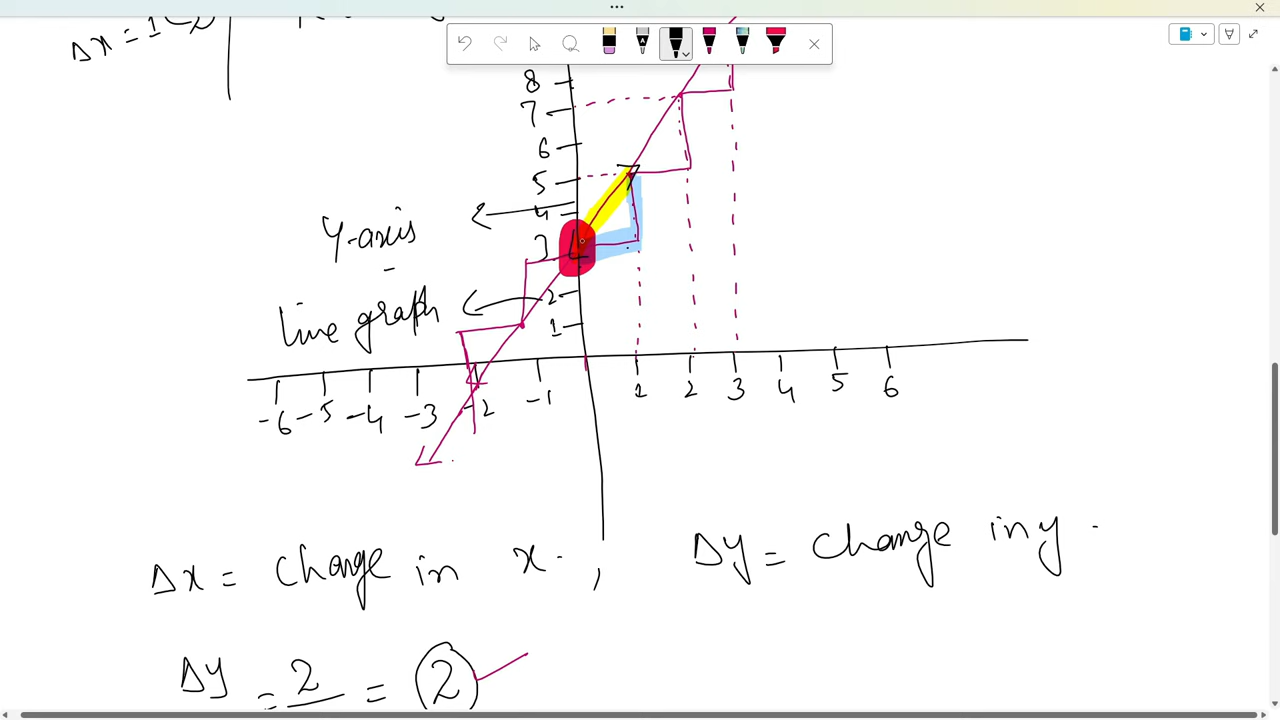 Δx = 1
8
7
6
5
4
Y-axis
3
line graph
2
1
-6 -5 -4 -3 -2 -1 1 2 3 4 5 6
Δx = change in x. , Δy = change in y.
Δy = 2 = 2